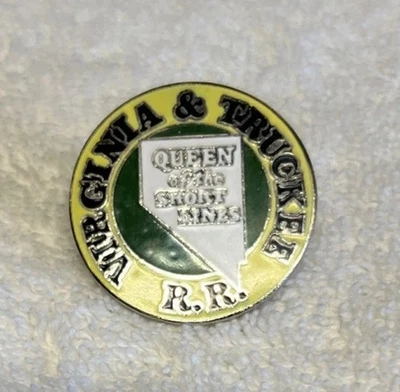 VIRGINIA & TRUCKEE
QUEEN
of the
SHORT
LINES
R.R.